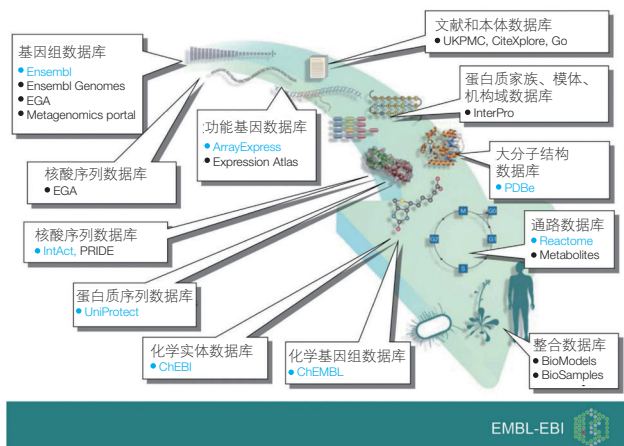 文献和本体数据库
● UKPMC, CiteXplore, Go
基因组数据库
● Ensembl
● Ensembl Genomes
● EGA
● Metagenomics portal
蛋白质家族、模体、
机构域数据库
● InterPro
:功能基因数据库
● ArrayExpress
● Expression Atlas
大分子结构
数据库
● PDBe
核酸序列数据库
● EGA
核酸序列数据库
● IntAct, PRIDE
通路数据库
● Reactome
● Metabolites
蛋白质序列数据库
● UniProtect
化学实体数据库
● ChEBI
化学基因组数据库
● ChEMBL
整合数据库
● BioModels
● BioSamples
EMBL-EBI